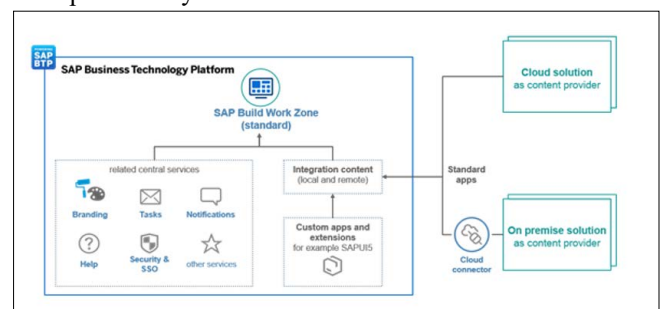 SAP
BTP
SAP Business Technology Platform
SAP Build Work Zone
(standard)
related central services
Branding
Tasks
Notifications
Help
Security &
SSO
other services
Integration content
(local and remote)
Custom apps and
extensions
for example SAPUI5
Standard
apps
Cloud
connector
Cloud solution
as content provider
On premise solution
as content provider